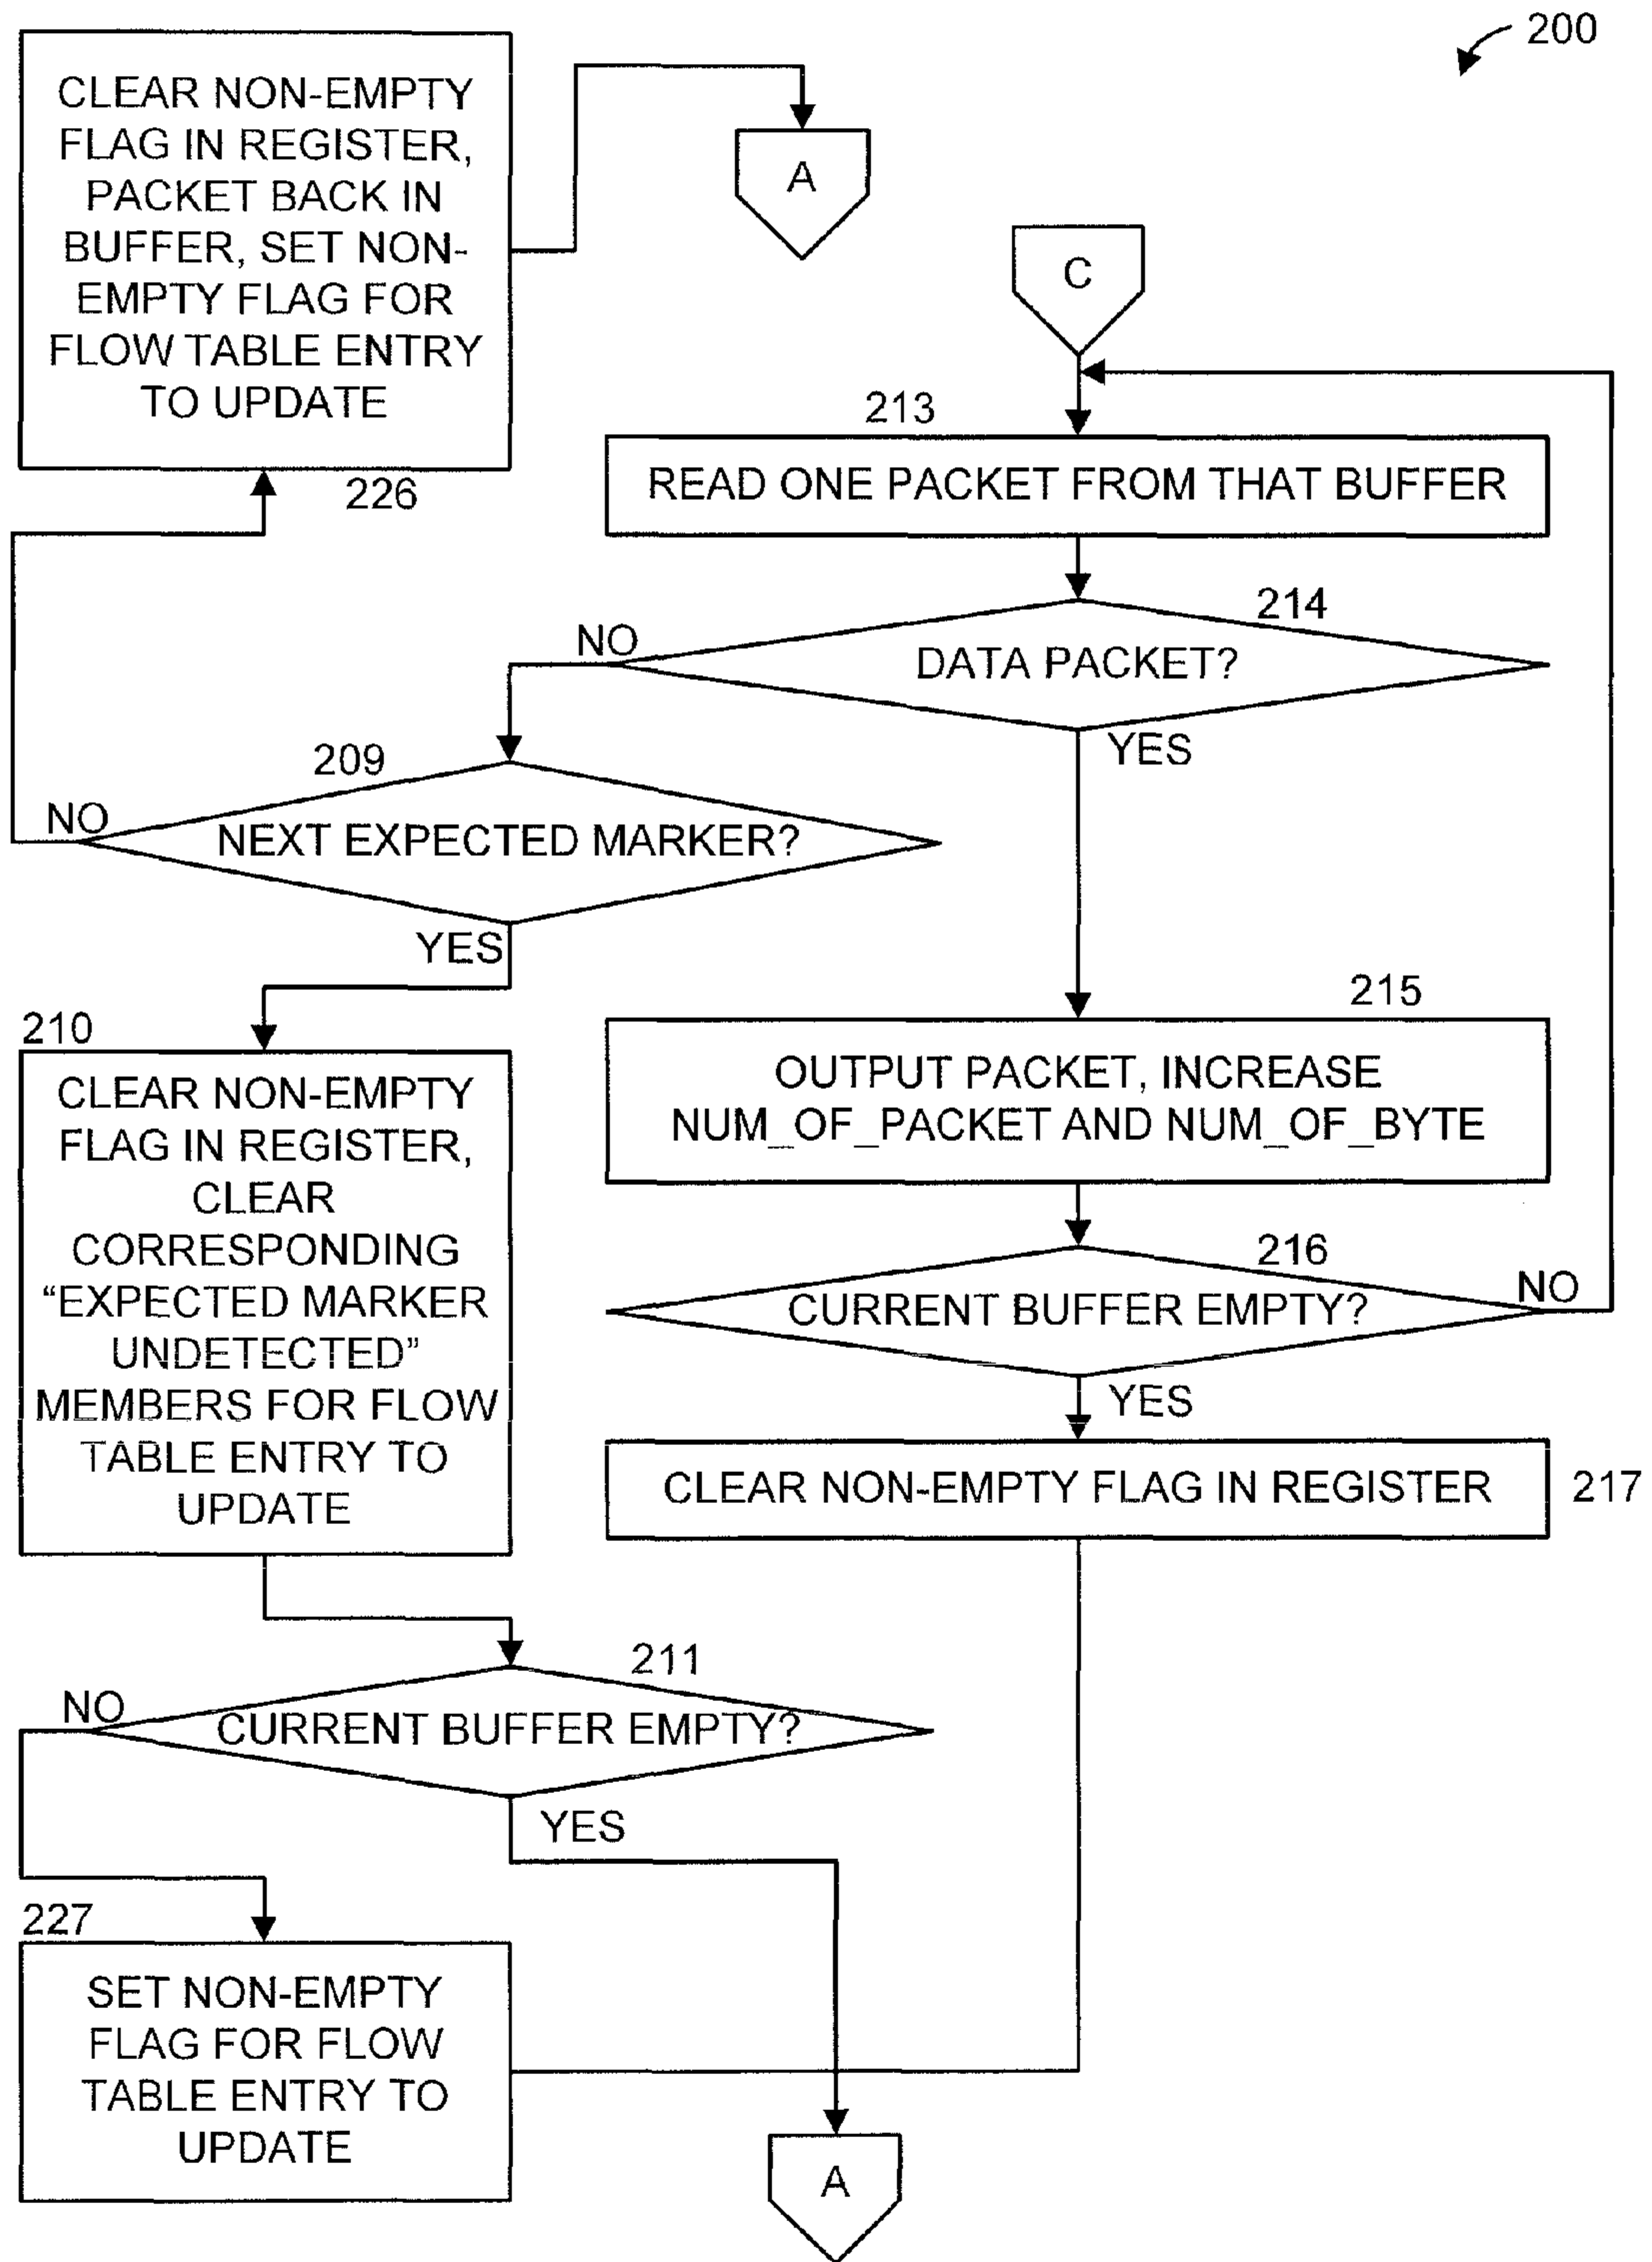 200
CLEAR NON-EMPTY
FLAG IN REGISTER,
PACKET BACK IN
BUFFER, SET NON-
EMPTY FLAG FOR
FLOW TABLE ENTRY
TO UPDATE
226
A
C
213
READ ONE PACKET FROM THAT BUFFER
214
DATA PACKET?
NO
YES
209
NEXT EXPECTED MARKER?
NO
YES
210
CLEAR NON-EMPTY
FLAG IN REGISTER,
CLEAR
CORRESPONDING
“EXPECTED MARKER
UNDETECTED”
MEMBERS FOR FLOW
TABLE ENTRY TO
UPDATE
215
OUTPUT PACKET, INCREASE
NUM_OF_PACKET AND NUM_OF_BYTE
216
CURRENT BUFFER EMPTY?
NO
YES
CLEAR NON-EMPTY FLAG IN REGISTER
217
211
CURRENT BUFFER EMPTY?
NO
YES
227
SET NON-EMPTY
FLAG FOR FLOW
TABLE ENTRY TO
UPDATE
A